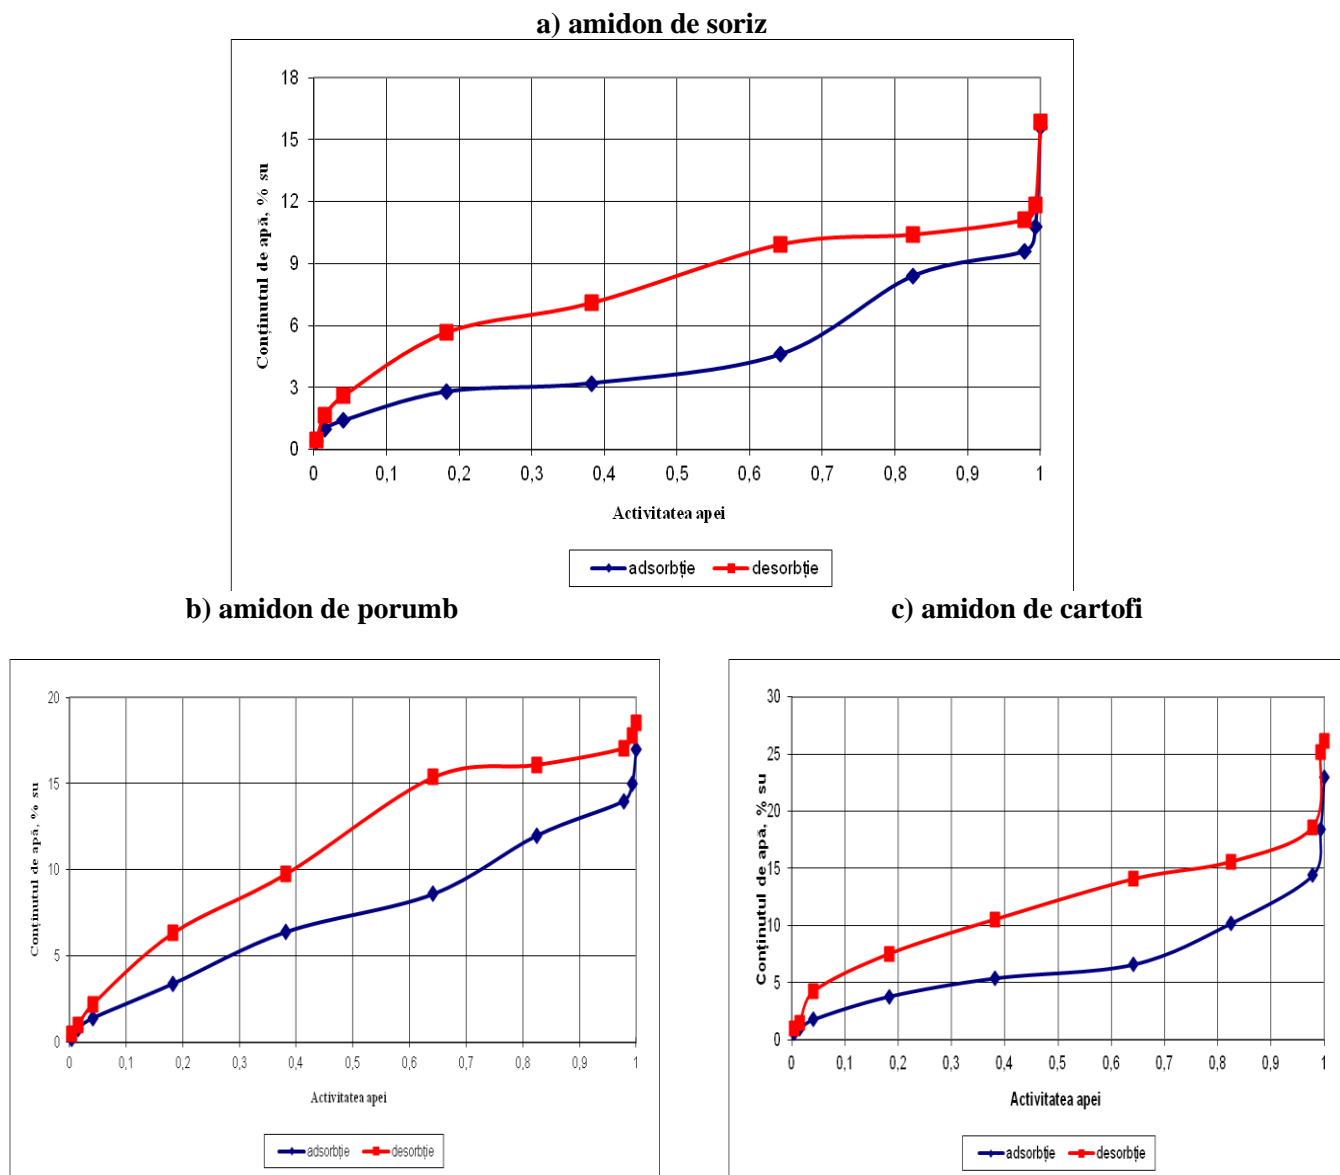 a) amidon de soriz
18
15
12
9
6
3
0
Conținutul de apă, % su
0 0,1 0,2 0,3 0,4 0,5 0,6 0,7 0,8 0,9 1
Activitatea apei
adsorbție desorbție
b) amidon de porumb
20
15
10
5
0
Conținutul de apă, % su
0 0,1 0,2 0,3 0,4 0,5 0,6 0,7 0,8 0,9 1
Activitatea apei
adsorbție desorbție
c) amidon de cartofi
30
25
20
15
10
5
0
Conținutul de apă, % su
0 0,1 0,2 0,3 0,4 0,5 0,6 0,7 0,8 0,9 1
Activitatea apei
adsorbție desorbție